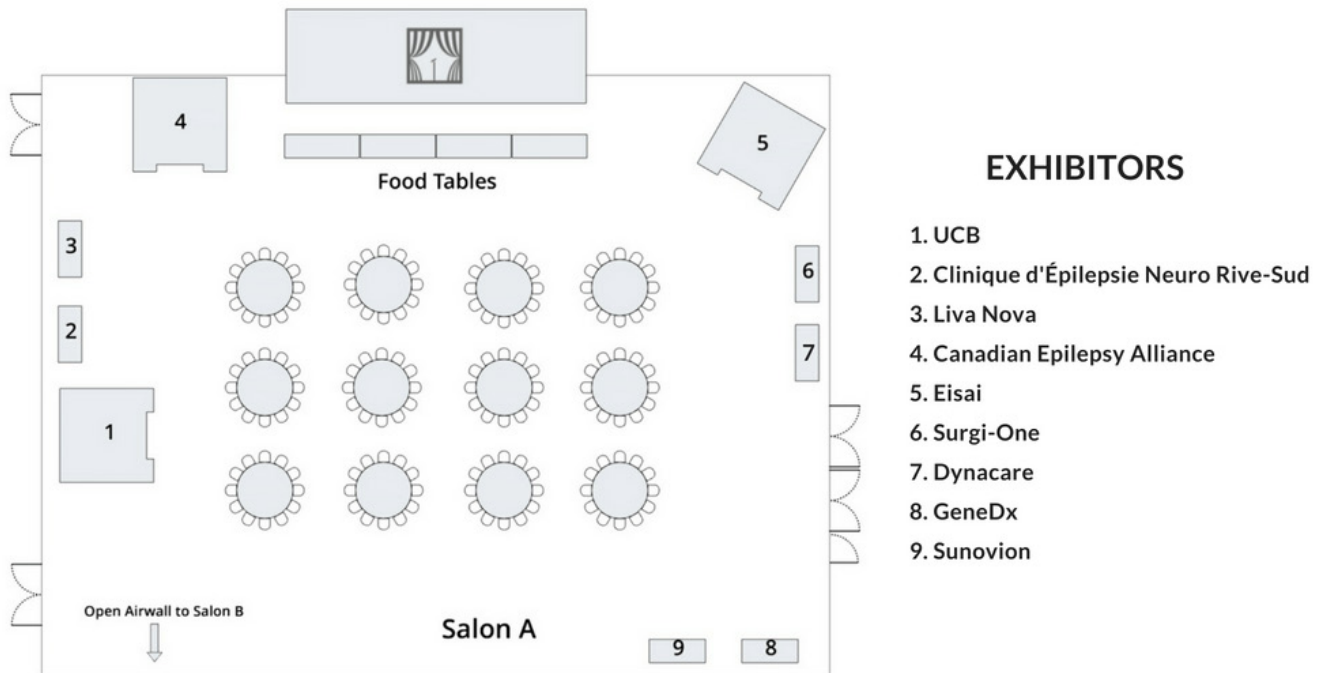 4
5
Food Tables
3
6
2
7
1
Open Airwall to Salon B
Salon A
9
8
EXHIBITORS
1. UCB
2. Clinique d'Épilepsie Neuro Rive-Sud
3. Liva Nova
4. Canadian Epilepsy Alliance
5. Eisai
6. Surgi-One
7. Dynacare
8. GeneDx
9. Sunovion